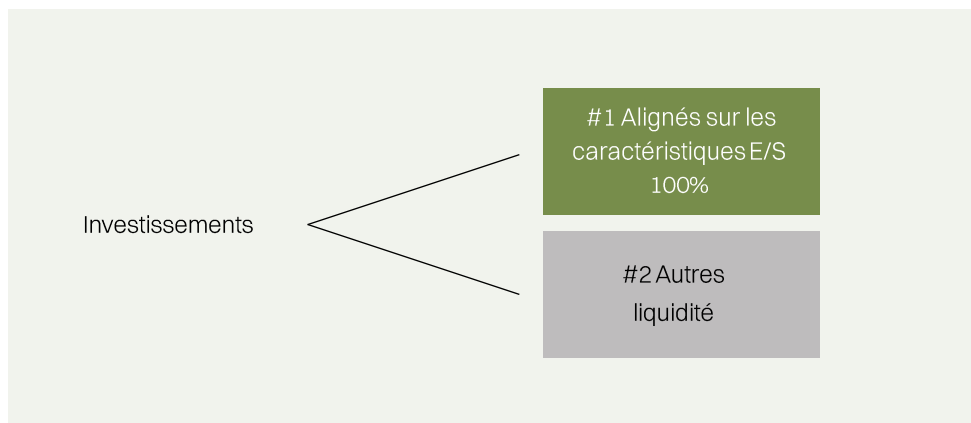 Investissements
#1 Alignés sur les
caractéristiques E/S
100%
#2 Autres
liquidité